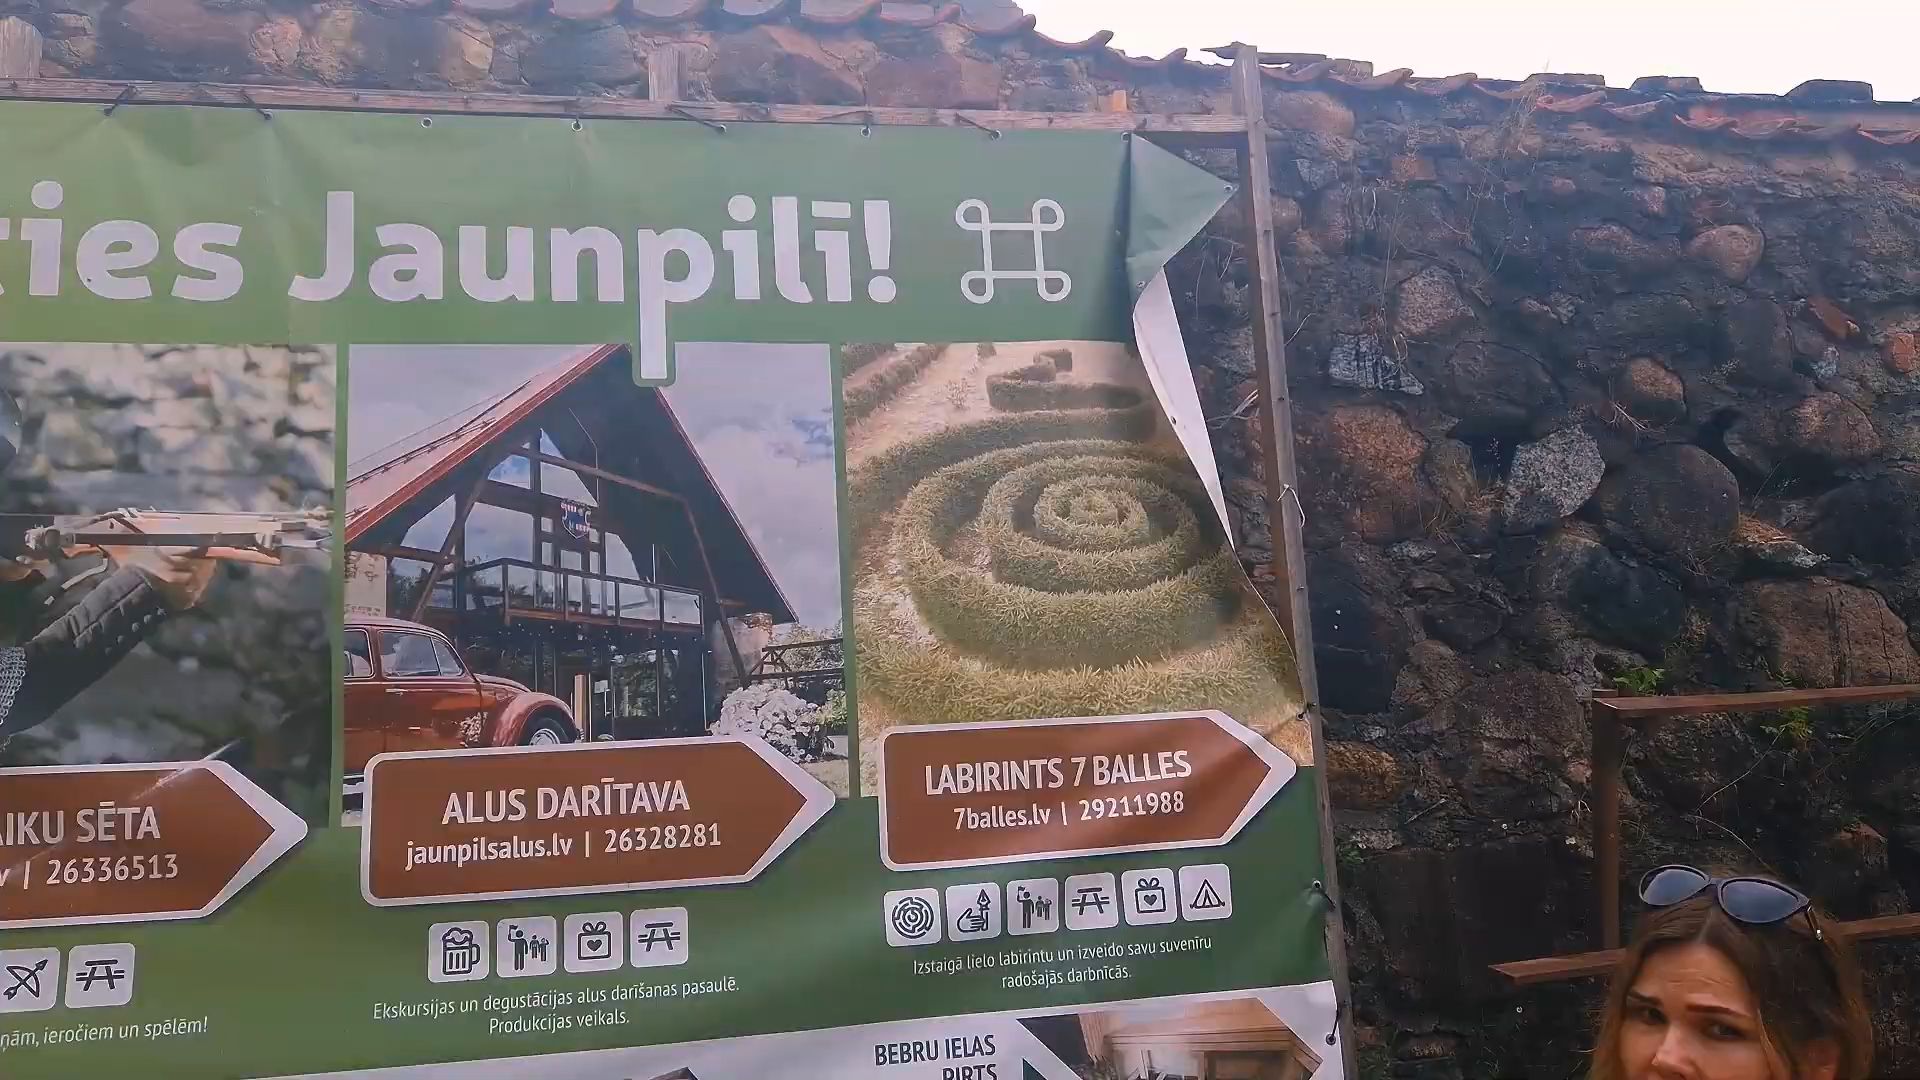 ties Jaunpilī!
AIKU SĒTA
v | 26336513
ņām, ieročiem un spēlēm!
ALUS DARĪTAVA
jaunpilsalus.lv | 26328281
Ekskursijas un degustācijas alus darīšanas pasaulē.
Produkcijas veikals.
LABIRINTS 7 BALLES
7balles.lv | 29211988
Izstaigā lielo labirintu un izveido savu suvenīru
radošajās darbnīcās.
BEBRU IELAS
PIRTS